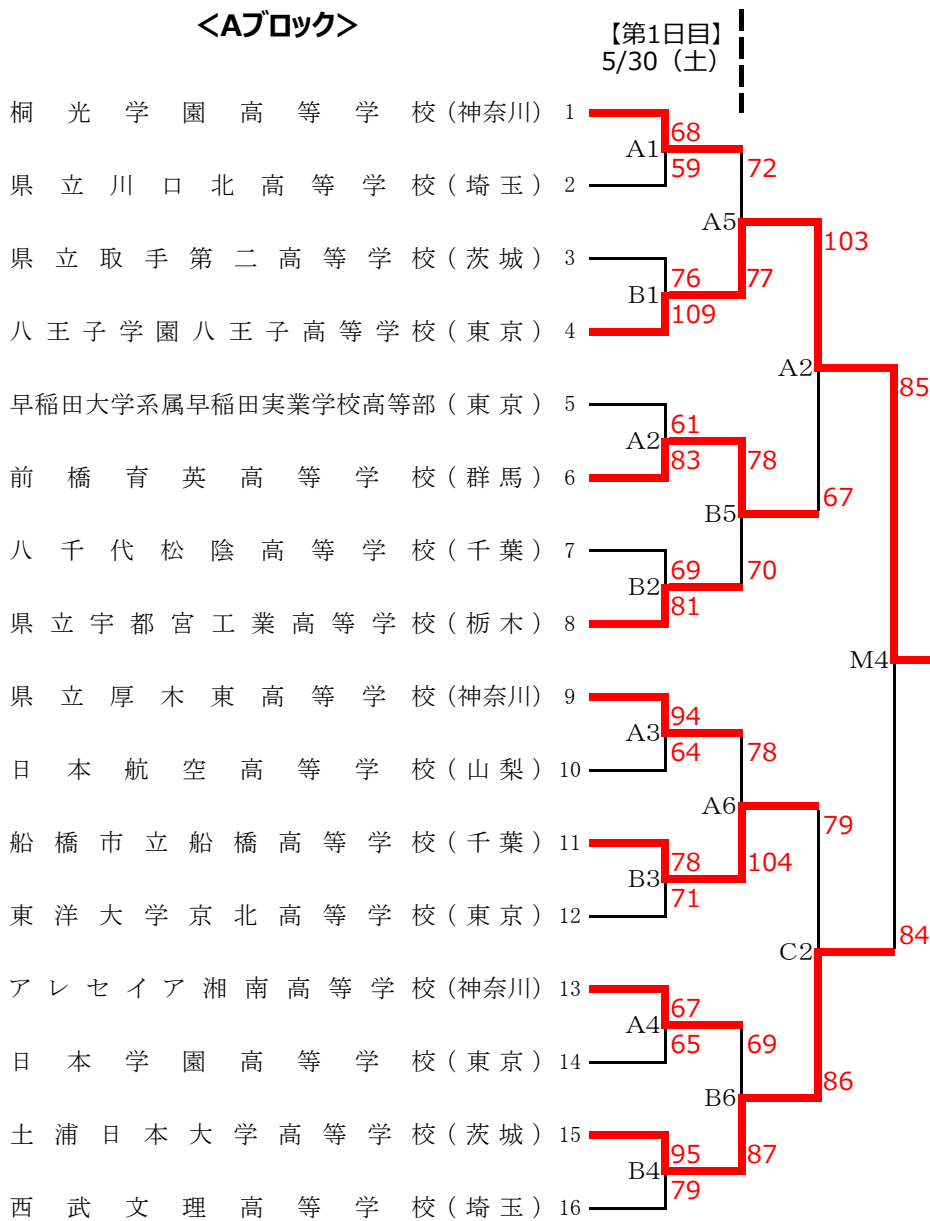 <Aブロック>
【第1日目】
5/30（土）
桐光学園高等学校(神奈川) 1
68
A1
59
72
県立川口北高等学校(埼玉) 2
A5
103
県立取手第二高等学校(茨城) 3
76
77
B1
109
八王子学園八王子高等学校(東京) 4
A2
85
早稲田大学系属早稲田実業学校高等部(東京) 5
61
A2
83
78
前橋育英高等学校(群馬) 6
67
B5
八千代松陰高等学校(千葉) 7
69
70
B2
81
県立宇都宮工業高等学校(栃木) 8
M4
県立厚木東高等学校(神奈川) 9
94
A3
64
78
日本航空高等学校(山梨) 10
A6
79
船橋市立船橋高等学校(千葉) 11
78
104
B3
71
東洋大学京北高等学校(東京) 12
84
C2
アレセイア湘南高等学校(神奈川) 13
67
A4
65
69
日本学園高等学校(東京) 14
86
B6
土浦日本大学高等学校(茨城) 15
95
87
B4
79
西武文理高等学校(埼玉) 16